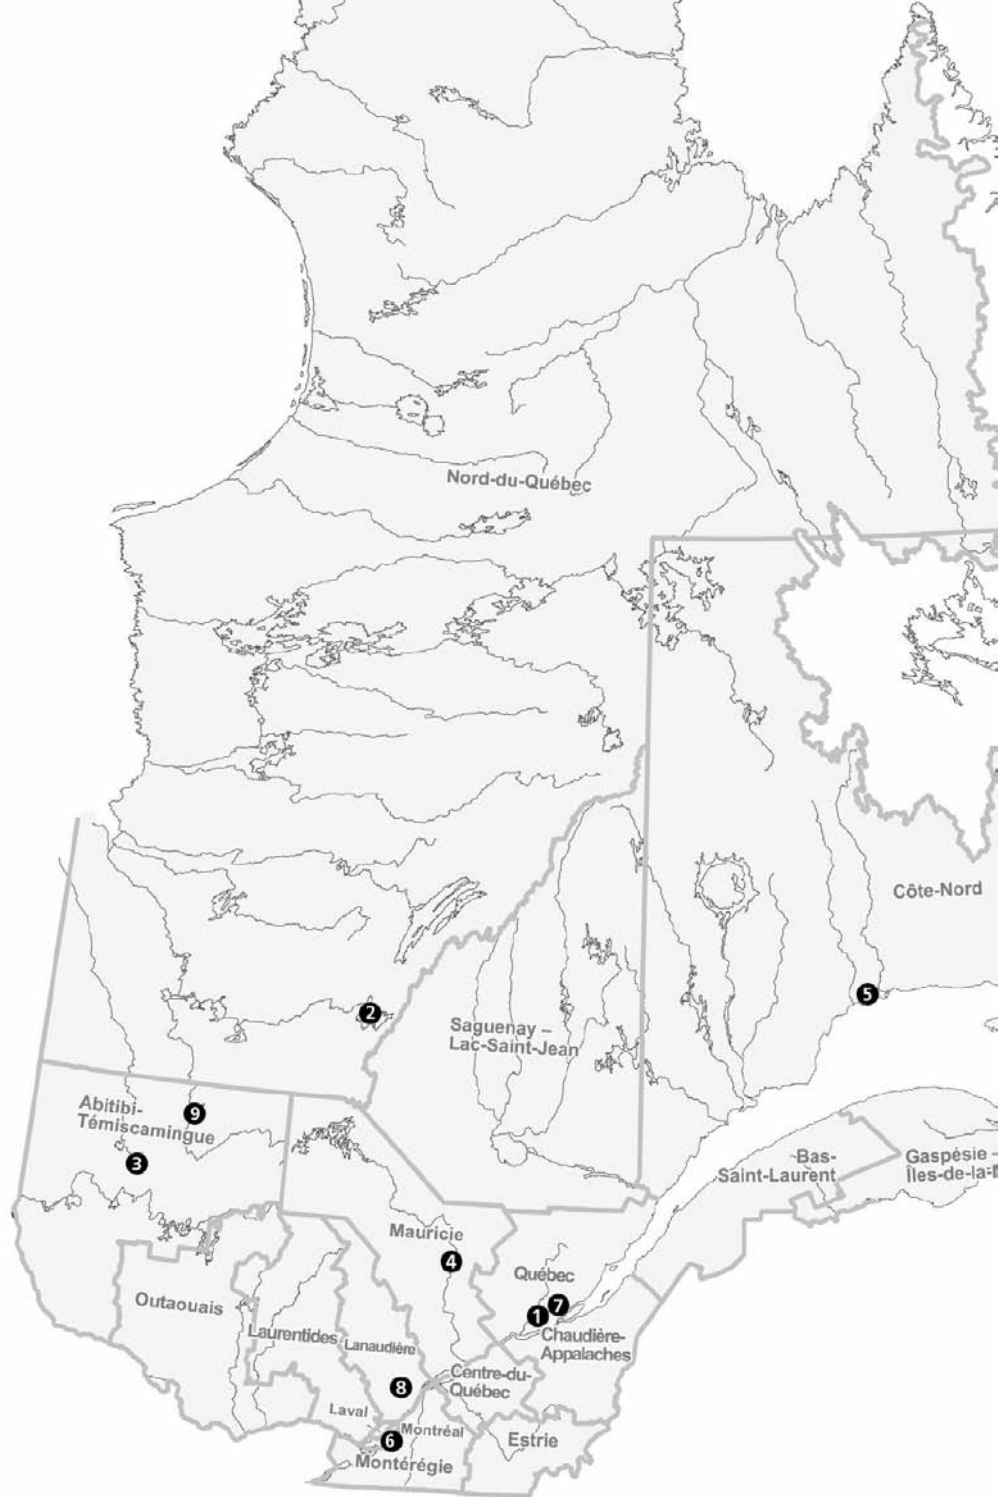 Nord-du-Québec
Côte-Nord
5
2
Saguenay –
Lac-Saint-Jean
Abitibi-
Témiscamingue
9
3
Bas-
Saint-Laurent
Gaspésie –
Îles-de-la-M
Mauricie
4
Québec
1
7
Outaouais
Laurentides
Lanaudière
Chaudière-
Appalaches
8
Centre-du-
Québec
Laval
Montréal
6
Montérégie
Estrie